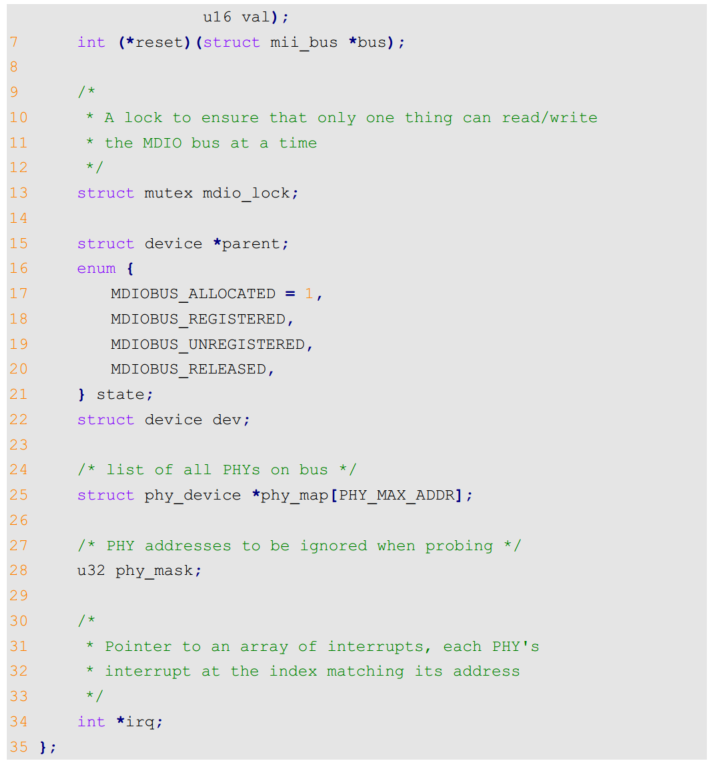 u16 val);
7 int (*reset)(struct mii_bus *bus);
8
9 /*
10 * A lock to ensure that only one thing can read/write
11 * the MDIO bus at a time
12 */
13 struct mutex mdio_lock;
14
15 struct device *parent;
16 enum {
17 MDIOBUS_ALLOCATED = 1,
18 MDIOBUS_REGISTERED,
19 MDIOBUS_UNREGISTERED,
20 MDIOBUS_RELEASED,
21 } state;
22 struct device dev;
23
24 /* list of all PHYs on bus */
25 struct phy_device *phy_map[PHY_MAX_ADDR];
26
27 /* PHY addresses to be ignored when probing */
28 u32 phy_mask;
29
30 /*
31 * Pointer to an array of interrupts, each PHY's
32 * interrupt at the index matching its address
33 */
34 int *irq;
35 };